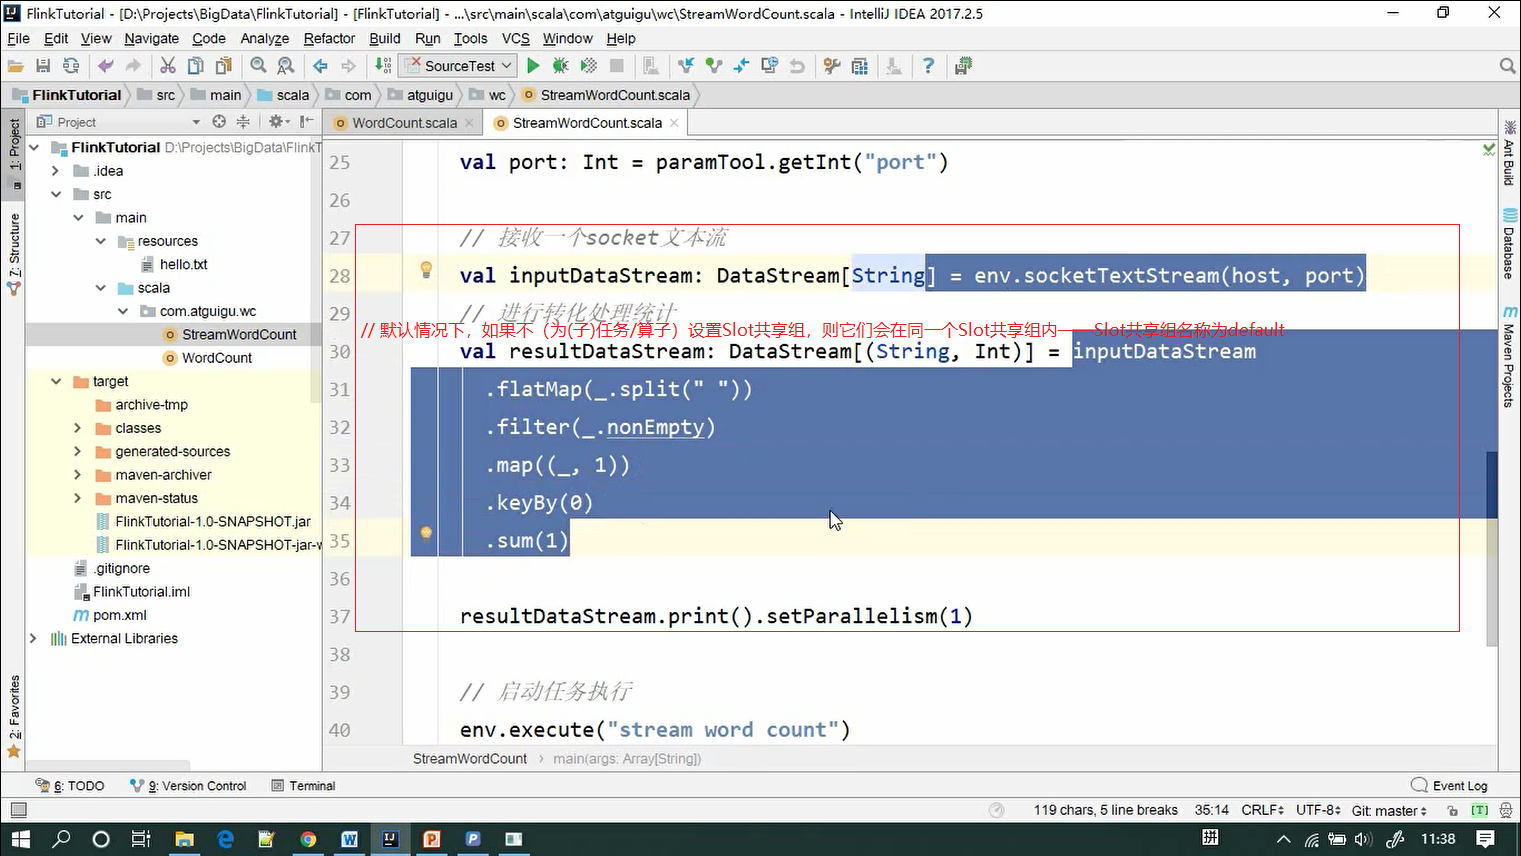 FlinkTutorial - [D:\Projects\BigData\FlinkTutorial] - [FlinkTutorial] - ...\src\main\scala\com\atguigu\wc\StreamWordCount.scala - IntelliJ IDEA 2017.2.5
File Edit View Navigate Code Analyze Refactor Build Run Tools VCS Window Help
SourceTest
FlinkTutorial src main scala com atguigu wc StreamWordCount.scala
Project
WordCount.scala StreamWordCount.scala
1: Project
7: Structure
2: Favorites
FlinkTutorial D:\Projects\BigData\FlinkT
.idea
src
main
resources
hello.txt
scala
com.atguigu.wc
StreamWordCount
WordCount
target
archive-tmp
classes
generated-sources
maven-archiver
maven-status
FlinkTutorial-1.0-SNAPSHOT.jar
FlinkTutorial-1.0-SNAPSHOT-jar-w
.gitignore
FlinkTutorial.iml
pom.xml
External Libraries
25 val port: Int = paramTool.getInt("port")
26
27 // 接收一个socket文本流
28 val inputDataStream: DataStream[String] = env.socketTextStream(host, port)
29 // 进行转化处理统计
// 默认情况下，如果不（为(子)任务/算子）设置Slot共享组，则它们会在同一个Slot共享组内——Slot共享组名称为default
30 val resultDataStream: DataStream[(String, Int)] = inputDataStream
31 .flatMap(_.split(" "))
32 .filter(_.nonEmpty)
33 .map((_, 1))
34 .keyBy(0)
35 .sum(1)
36
37 resultDataStream.print().setParallelism(1)
38
39 // 启动任务执行
40 env.execute("stream word count")
StreamWordCount › main(args: Array[String])
Ant Build
Database
Maven Projects
6: TODO 9: Version Control Terminal Event Log
119 chars, 5 line breaks 35:14 CRLF UTF-8 Git: master [T]
拼 11:38